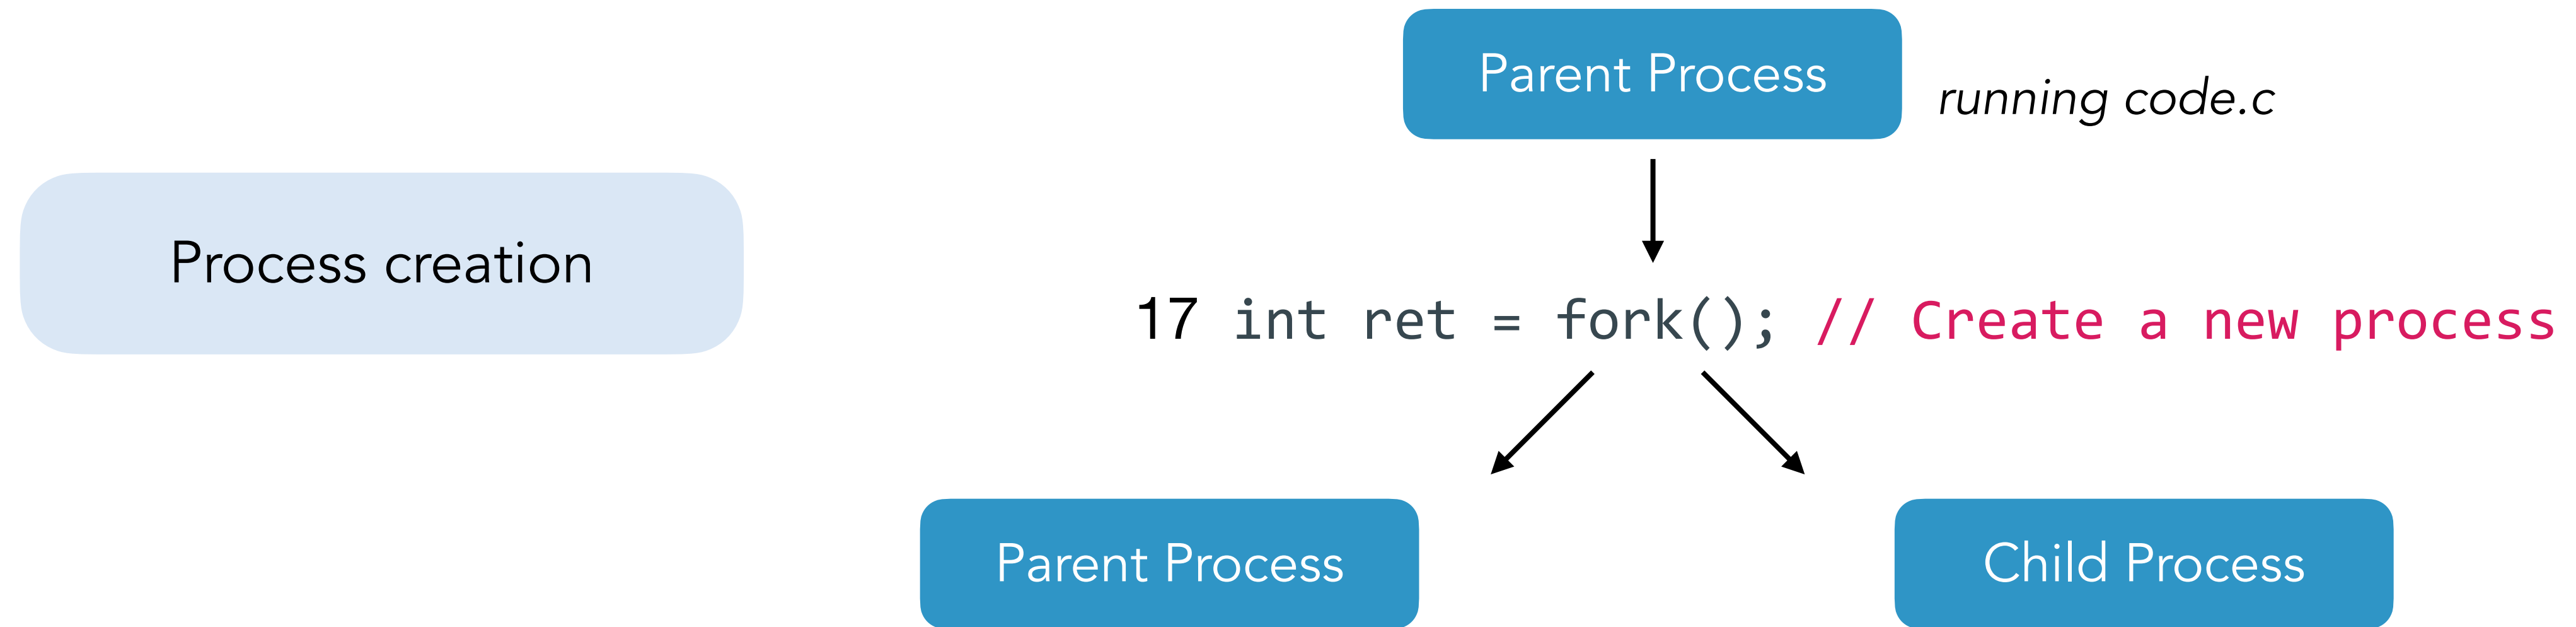 Parent Process
running code.c
Process creation
17 int ret = fork(); // Create a new process
Parent Process
Child Process